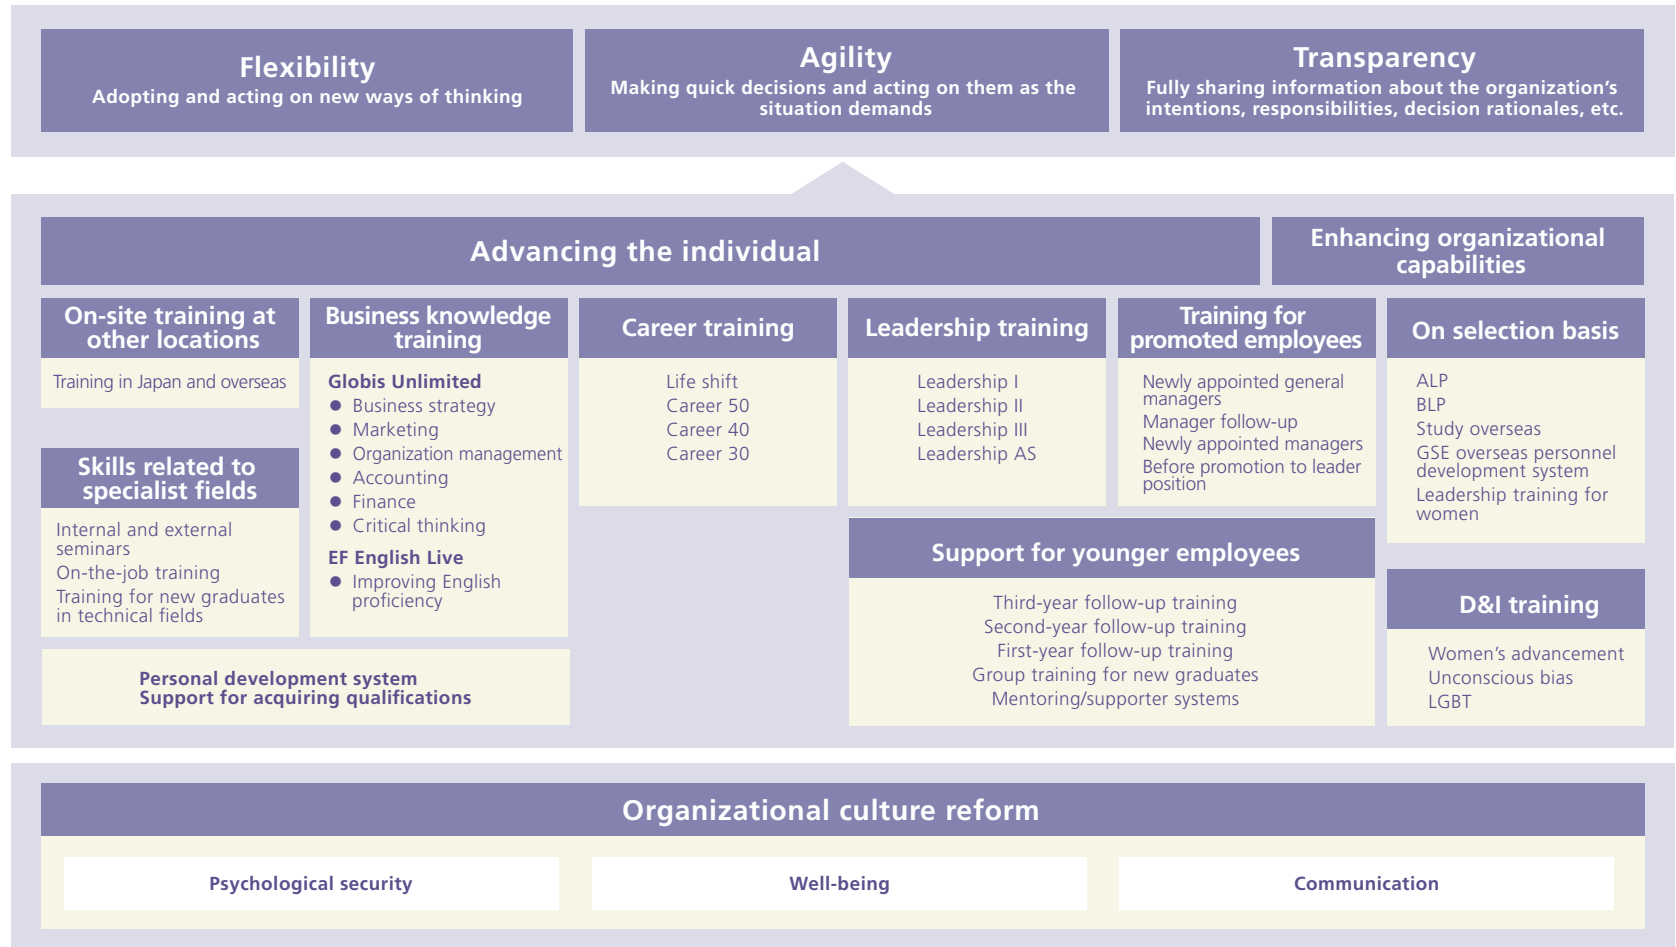 Flexibility
Adopting and acting on new ways of thinking
Agility
Making quick decisions and acting on them as the
situation demands
Transparency
Fully sharing information about the organization’s
intentions, responsibilities, decision rationales, etc.
Advancing the individual
Enhancing organizational
capabilities
On-site training at
other locations
Training in Japan and overseas
Skills related to
specialist fields
Internal and external
seminars
On-the-job training
Training for new graduates
in technical fields
Business knowledge
training
Globis Unlimited
● Business strategy
● Marketing
● Organization management
● Accounting
● Finance
● Critical thinking
EF English Live
● Improving English
proficiency
Personal development system
Support for acquiring qualifications
Career training
Life shift
Career 50
Career 40
Career 30
Leadership training
Leadership I
Leadership II
Leadership III
Leadership AS
Training for
promoted employees
Newly appointed general
managers
Manager follow-up
Newly appointed managers
Before promotion to leader
position
Support for younger employees
Third-year follow-up training
Second-year follow-up training
First-year follow-up training
Group training for new graduates
Mentoring/supporter systems
On selection basis
ALP
BLP
Study overseas
GSE overseas personnel
development system
Leadership training for
women
D&I training
Women’s advancement
Unconscious bias
LGBT
Organizational culture reform
Psychological security
Well-being
Communication